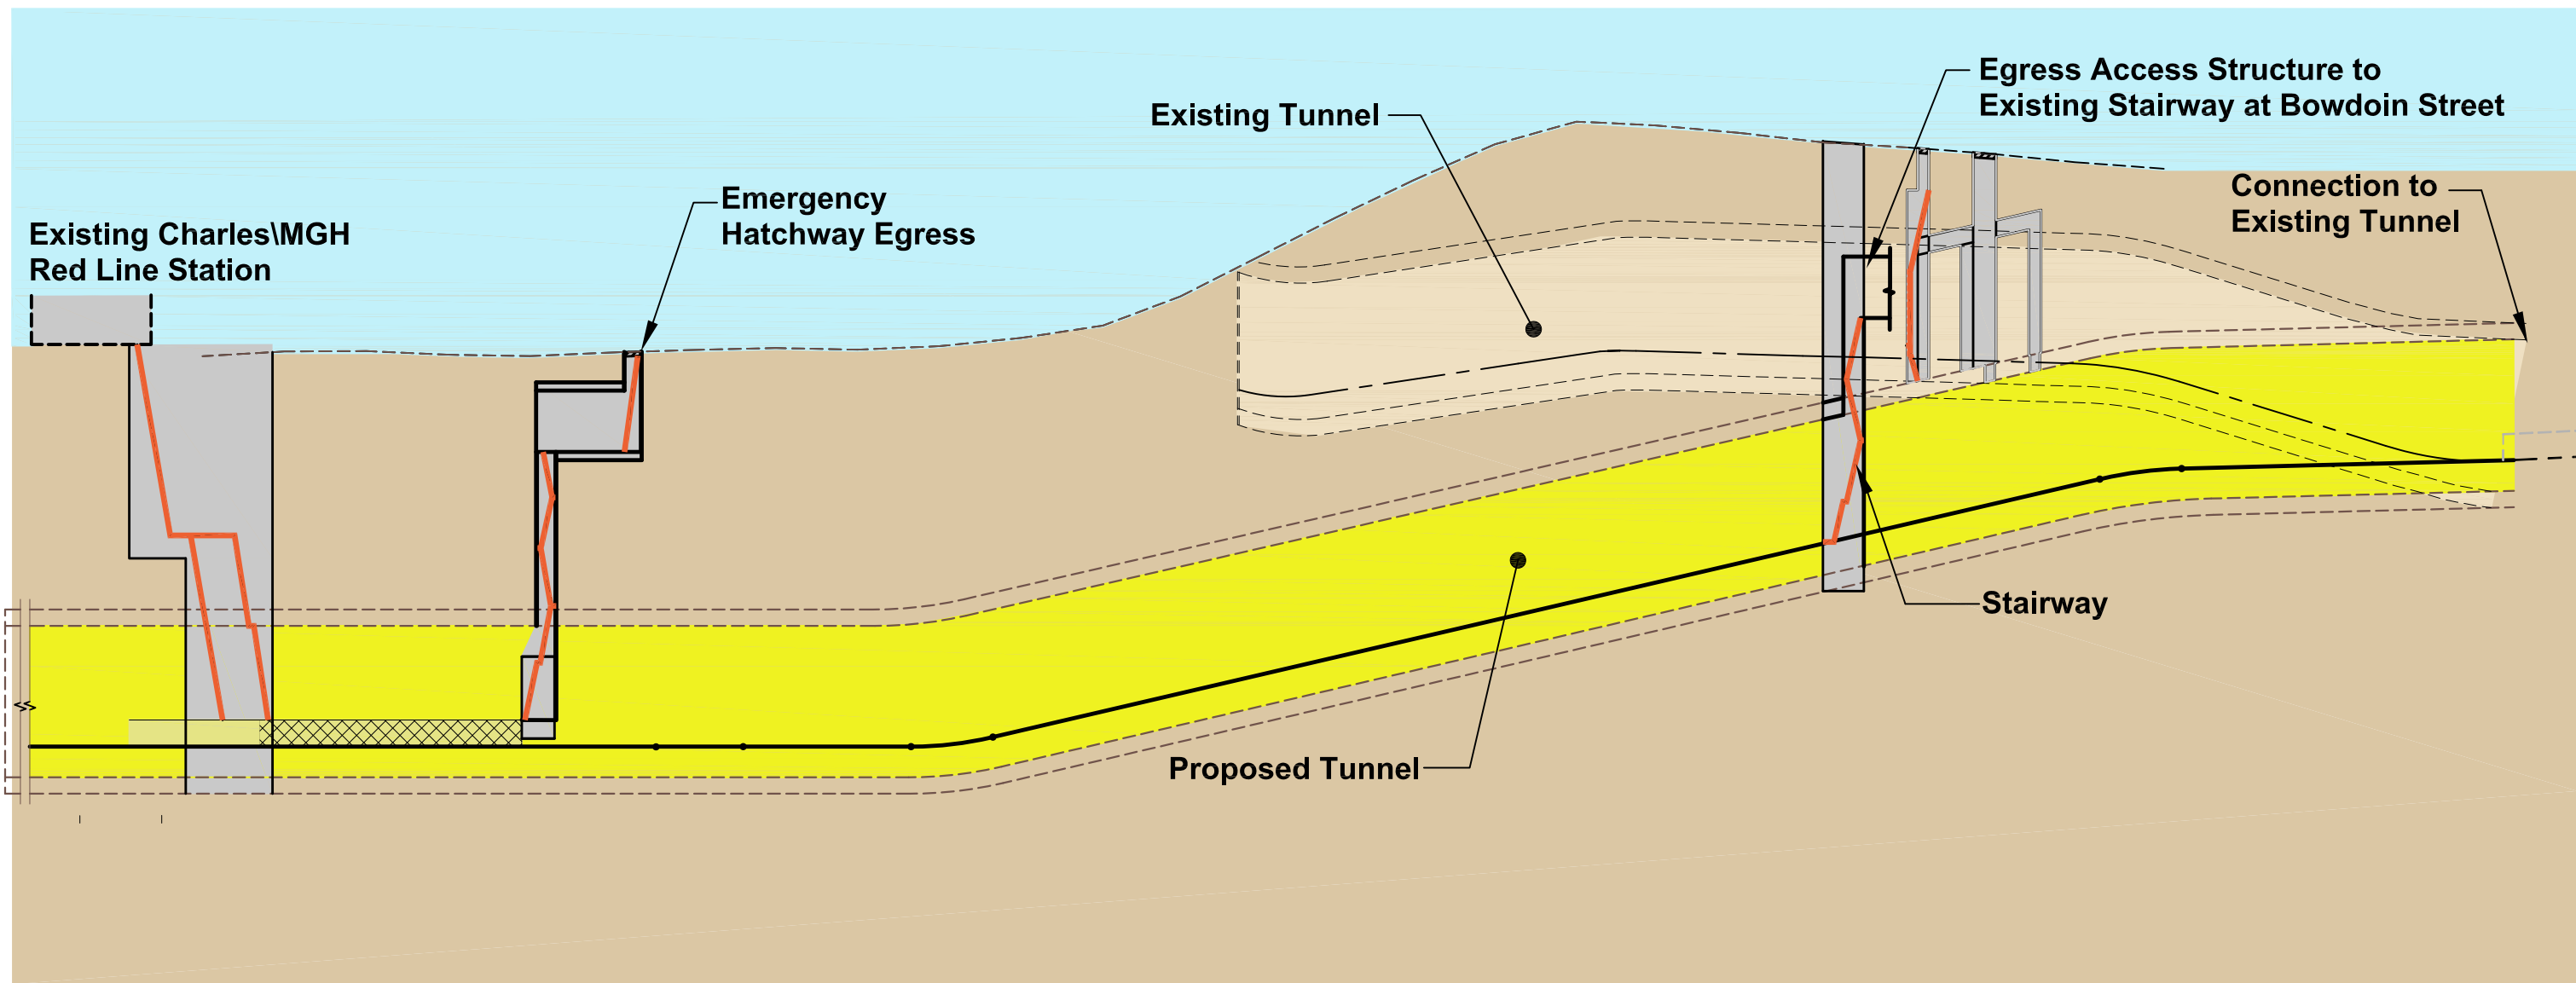 Egress Access Structure to
Existing Stairway at Bowdoin Street
Existing Tunnel
Emergency
Hatchway Egress
Connection to
Existing Tunnel
Existing Charles\MGH
Red Line Station
Stairway
Proposed Tunnel